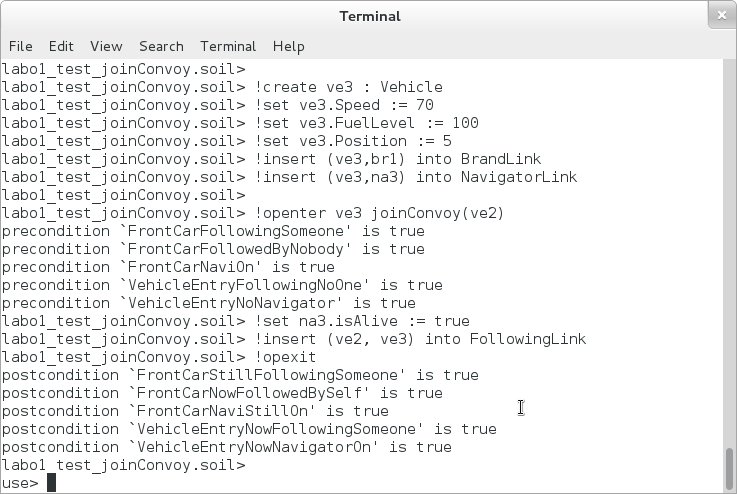 Terminal
File Edit View Search Terminal Help
labo1_test_joinConvoy.soil>
labo1_test_joinConvoy.soil> !create ve3 : Vehicle
labo1_test_joinConvoy.soil> !set ve3.Speed := 70
labo1_test_joinConvoy.soil> !set ve3.FuelLevel := 100
labo1_test_joinConvoy.soil> !set ve3.Position := 5
labo1_test_joinConvoy.soil> !insert (ve3,br1) into BrandLink
labo1_test_joinConvoy.soil> !insert (ve3,na3) into NavigatorLink
labo1_test_joinConvoy.soil>
labo1_test_joinConvoy.soil> !openter ve3 joinConvoy(ve2)
precondition `FrontCarFollowingSomeone' is true
precondition `FrontCarFollowedByNobody' is true
precondition `FrontCarNaviOn' is true
precondition `VehicleEntryFollowingNoOne' is true
precondition `VehicleEntryNoNavigator' is true
labo1_test_joinConvoy.soil> !set na3.isAlive := true
labo1_test_joinConvoy.soil> !insert (ve2, ve3) into FollowingLink
labo1_test_joinConvoy.soil> !opexit
postcondition `FrontCarStillFollowingSomeone' is true
postcondition `FrontCarNowFollowedBySelf' is true
postcondition `FrontCarNaviStillOn' is true
postcondition `VehicleEntryNowFollowingSomeone' is true
postcondition `VehicleEntryNowNavigatorOn' is true
labo1_test_joinConvoy.soil>
use>